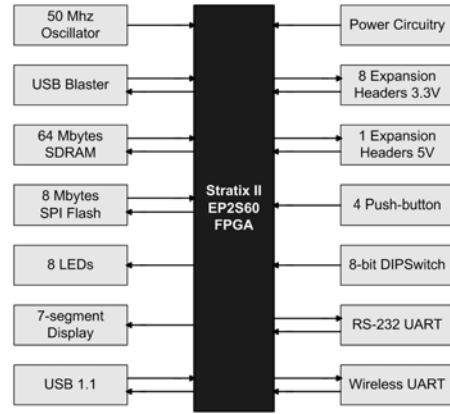 50 Mhz
Oscillator
USB Blaster
64 Mbytes
SDRAM
8 Mbytes
SPI Flash
8 LEDs
7-segment
Display
USB 1.1
Stratix II
EP2S60
FPGA
Power Circuitry
8 Expansion
Headers 3.3V
1 Expansion
Headers 5V
4 Push-button
8-bit DIPSwitch
RS-232 UART
Wireless UART